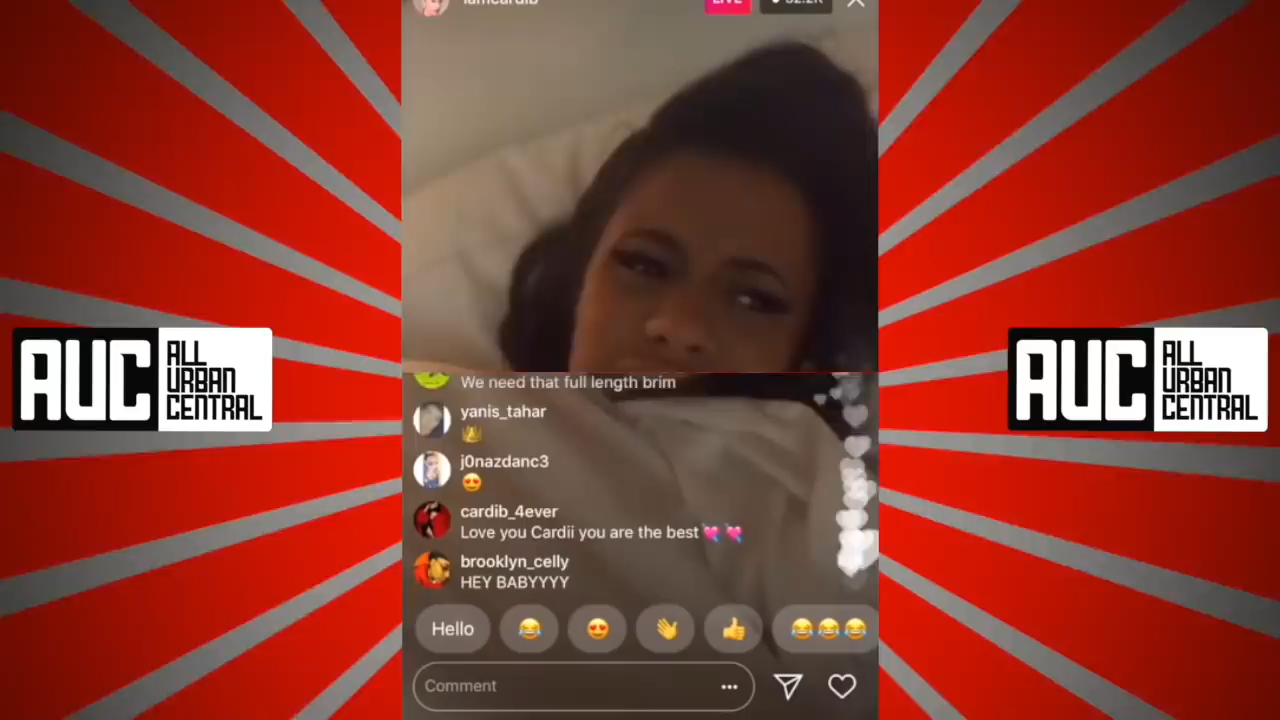 iamcardib
LIVE
AUC
ALL
URBAN
CENTRAL
We need that full length brim
yanis_tahar
👑
j0nazdanc3
😍
cardib_4ever
Love you Cardii you are the best 💘 💘
brooklyn_celly
HEY BABYYYY
Hello 😂 😍 👋 👍 😂😂😂
Comment
AUC
ALL
URBAN
CENTRAL